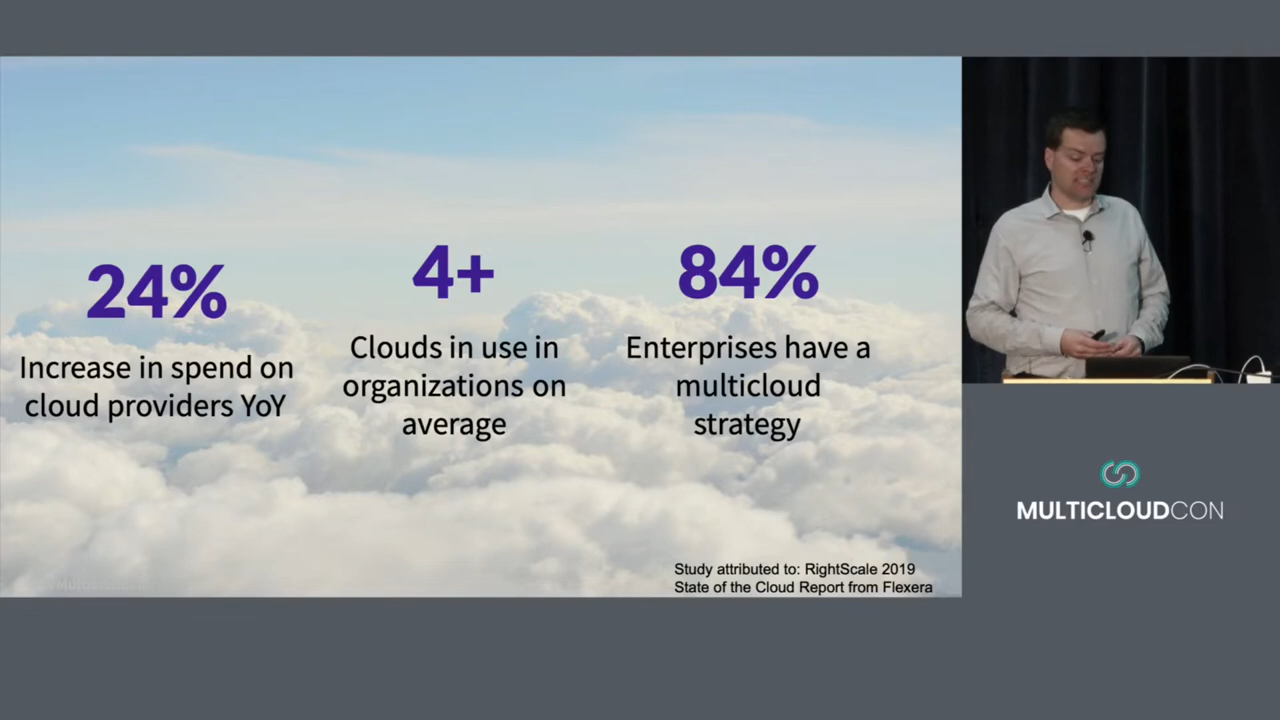 24%
Increase in spend on
cloud providers YoY
4+
Clouds in use in
organizations on
average
84%
Enterprises have a
multicloud
strategy
Study attributed to: RightScale 2019
State of the Cloud Report from Flexera
MULTICLOUDCON